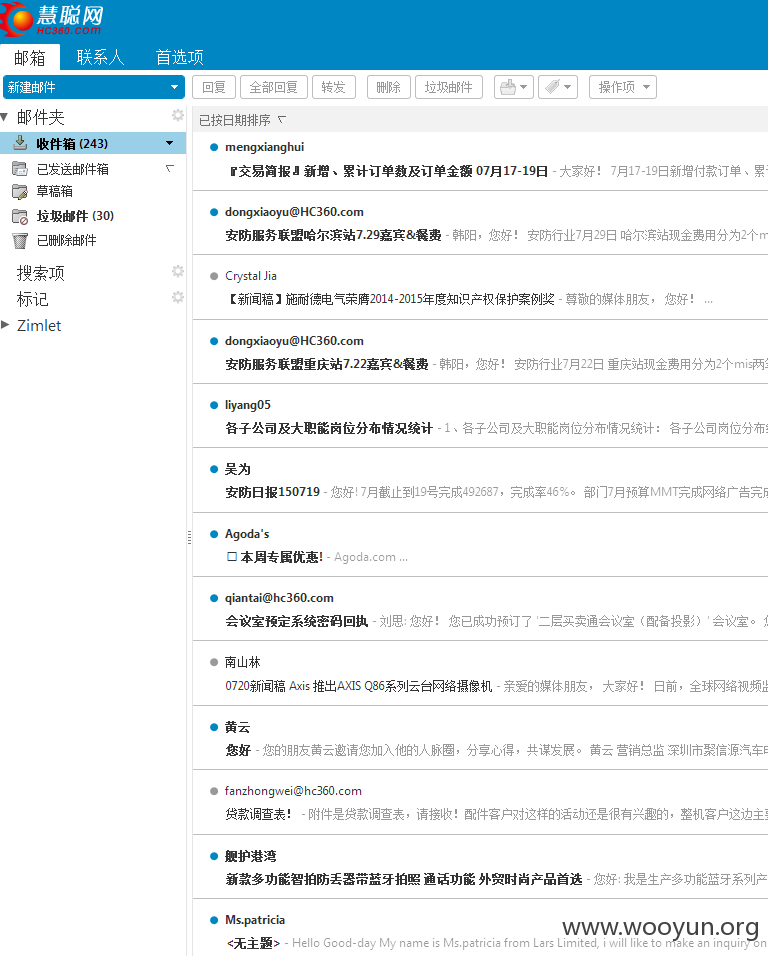 慧聪网
HC360.COM
邮箱 联系人 首选项
新建邮件 回复 全部回复 转发 删除 垃圾邮件 操作项
邮件夹 已按日期排序
收件箱 (243)
已发送邮件箱
草稿箱
垃圾邮件 (30)
已删除邮件
搜索项
标记
Zimlet
mengxianghui
『交易简报』新增、累计订单数及订单金额 07月17-19日 - 大家好！ 7月17-19日新增付款订单、累
dongxiaoyu@HC360.com
安防服务联盟哈尔滨站7.29嘉宾&餐费 - 韩阳，您好！ 安防行业7月29日 哈尔滨站现金费用分为2个m
Crystal Jia
【新闻稿】施耐德电气荣膺2014-2015年度知识产权保护案例奖 - 尊敬的媒体朋友， 您好！ ...
dongxiaoyu@HC360.com
安防服务联盟重庆站7.22嘉宾&餐费 - 韩阳，您好！ 安防行业7月22日 重庆站现金费用分为2个mis两
liyang05
各子公司及大职能岗位分布情况统计 - 1、各子公司及大职能岗位分布情况统计： 各子公司岗位分布
吴为
安防日报150719 - 您好! 7月截止到19号完成492687，完成率46%。 部门7月预算MMT完成网络广告完
Agoda's
☐ 本周专属优惠! - Agoda.com ...
qiantai@hc360.com
会议室预定系统密码回执 - 刘思: 您好！ 您已成功预订了 '二层买卖通会议室（配备投影）' 会议室。
南山林
0720新闻稿 Axis 推出AXIS Q86系列云台网络摄像机 - 亲爱的媒体朋友， 大家好！ 日前，全球网络视频监
黄云
您好 - 您的朋友黄云邀请您加入他的人脉圈，分享心得，共谋发展。 黄云 营销总监 深圳市聚信源汽车电
fanzhongwei@hc360.com
贷款调查表！ - 附件是贷款调查表，请接收！配件客户对这样的活动还是很有兴趣的，整机客户这边主要
舰护港湾
新款多功能智拍防丢器带蓝牙拍照 通话功能 外贸时尚产品首选 - 您好: 我是生产多功能蓝牙系列产
Ms.patricia
<无主题> - Hello Good-day My name is Ms.patricia from Lars Limited, i will like to make an inquiry on
www.wooyun.org